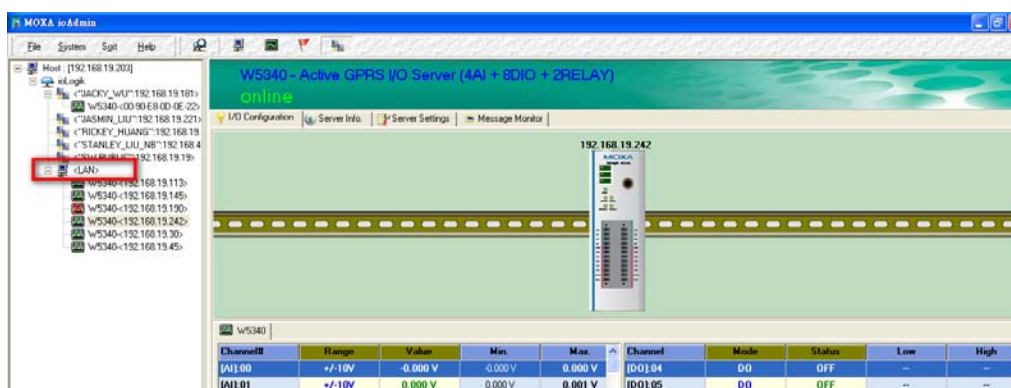 MOXA ioAdmin
File System Sort Help
Host : [192.168.19.203]
ioLogik
<"JACKY_WU":192.168.19.181>
W5340-<00-90-E8-0D-0E-22>
<"JASMIN_LIU":192.168.19.221>
<"RICKEY_HUANG":192.168.19
<"STANLEY_LIU_NB":192.168.4
192.168.19.19>
<LAN>
W5340-<192.168.19.113>
W5340-<192.168.19.145>
W5340-<192.168.19.190>
W5340-<192.168.19.242>
W5340-<192.168.19.30>
W5340-<192.168.19.45>
W5340 - Active GPRS I/O Server (4AI + 8DIO + 2RELAY)
online
I/O Configuration Server Info. Server Settings Message Monitor
192.168.19.242
MOXA
W5340
Channel# Range Value Min. Max. Channel Mode Status Low High
[AI]:00 +/-10V -0.000 V -0.000 V 0.000 V [DO]:04 DO OFF -- --
[AI]:01 +/-10V 0.000 V 0.000 V 0.001 V [DO]:05 DO OFF -- --